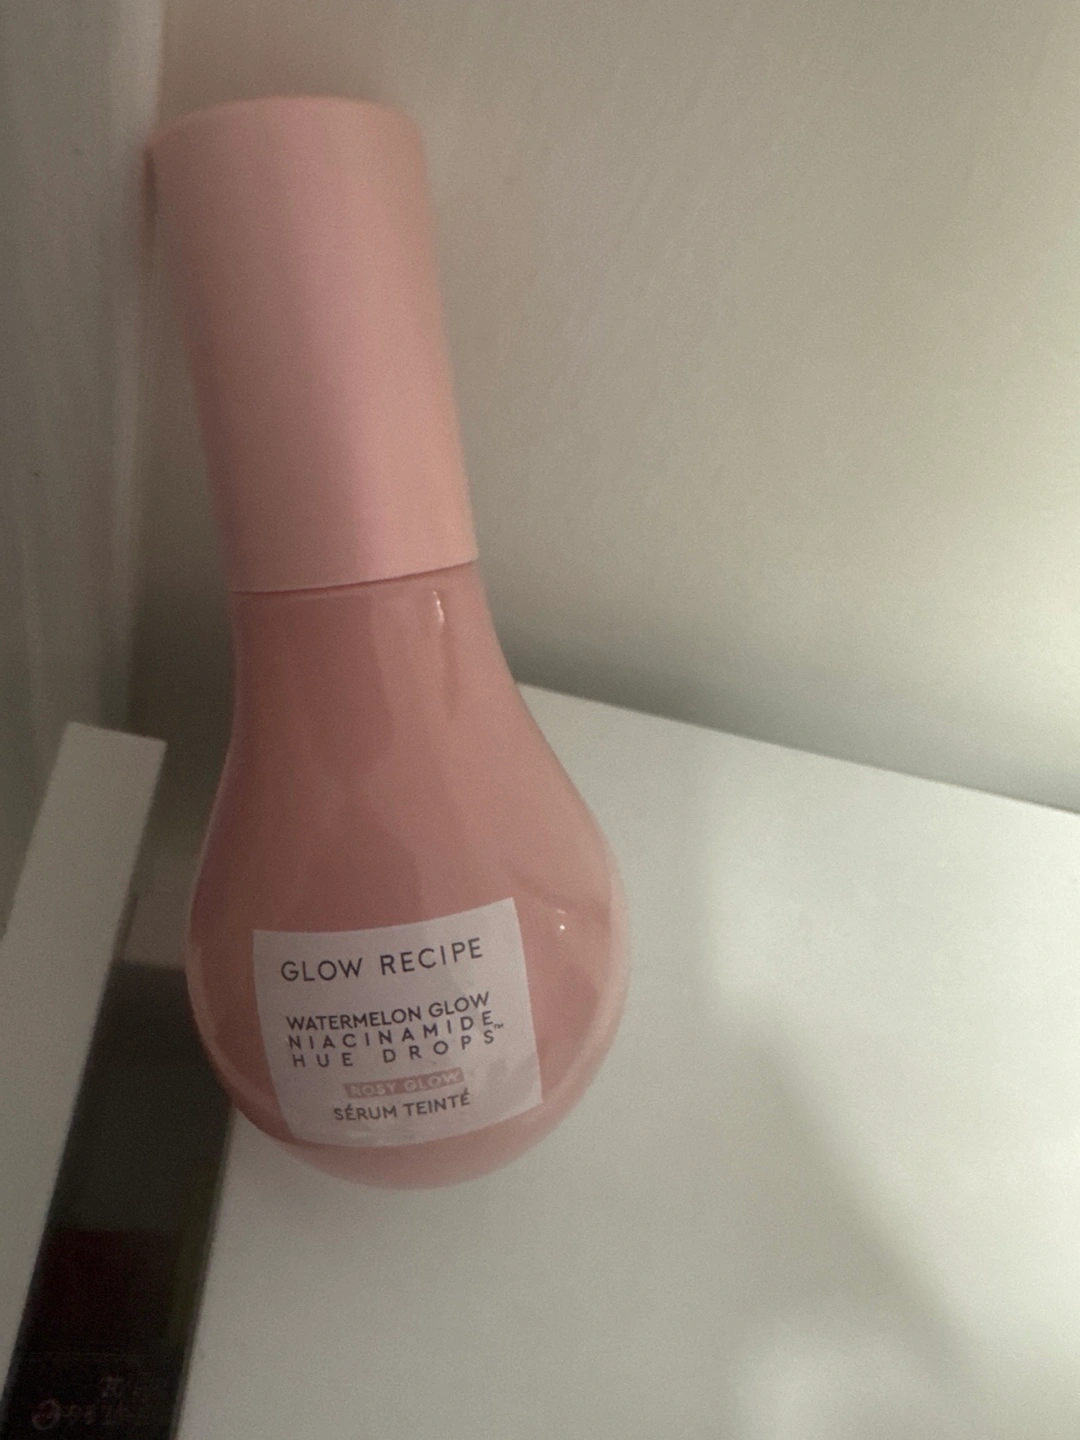 GLOW RECIPE
WATERMELON GLOW
NIACINAMIDE
HUE DROPS™
ROSY GLOW
SÉRUM TEINTÉ